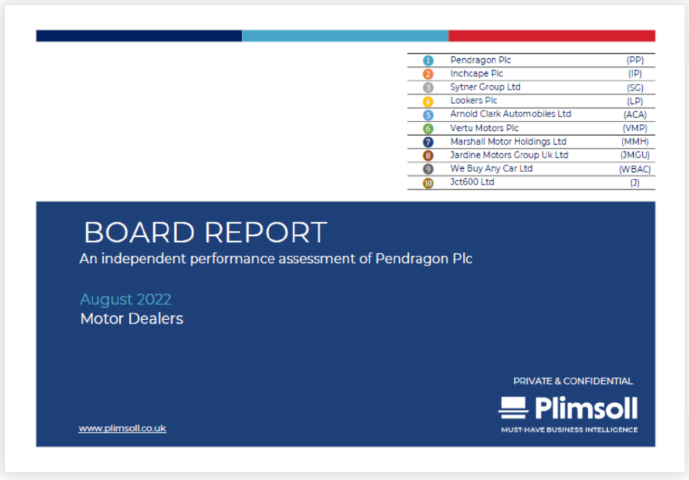 1 Pendragon Plc (PP)
2 Inchcape Plc (IP)
3 Sytner Group Ltd (SG)
4 Lookers Plc (LP)
5 Arnold Clark Automobiles Ltd (ACA)
6 Vertu Motors Plc (VMP)
7 Marshall Motor Holdings Ltd (MMH)
8 Jardine Motors Group Uk Ltd (JMGU)
9 We Buy Any Car Ltd (WBAC)
10 Jct600 Ltd (J)
BOARD REPORT
An independent performance assessment of Pendragon Plc
August 2022
Motor Dealers
PRIVATE & CONFIDENTIAL
Plimsoll
MUST-HAVE BUSINESS INTELLIGENCE
www.plimsoll.co.uk